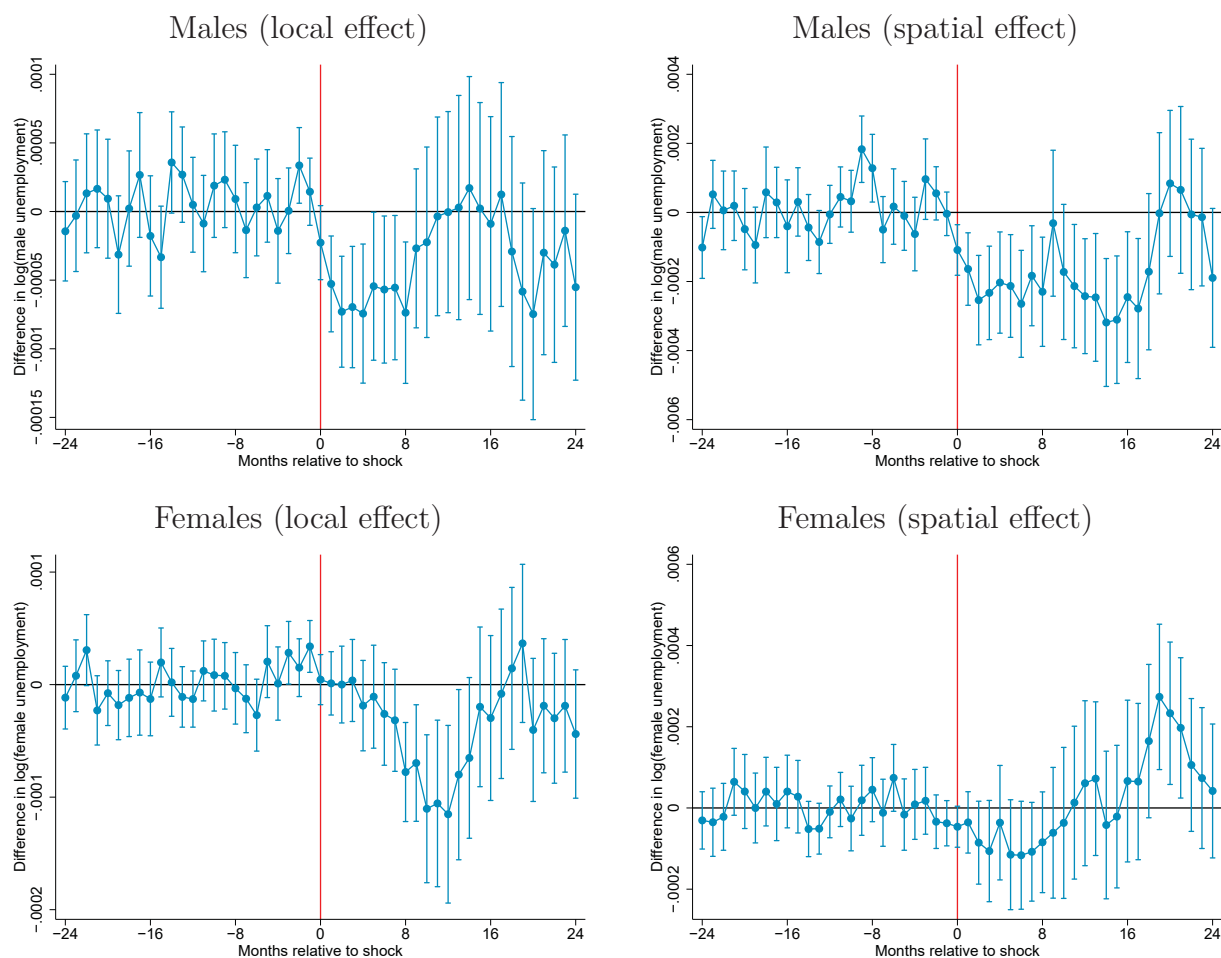 Males (local effect)
Difference in log(male unemployment)
.0001
.00005
0
-.00005
-.0001
-.00015
-24 -16 -8 0 8 16 24
Months relative to shock
Males (spatial effect)
Difference in log(male unemployment)
.0004
.0002
0
-.0002
-.0004
-.0006
-24 -16 -8 0 8 16 24
Months relative to shock
Females (local effect)
Difference in log(female unemployment)
.0001
0
-.0001
-.0002
-24 -16 -8 0 8 16 24
Months relative to shock
Females (spatial effect)
Difference in log(female unemployment)
.0006
.0004
.0002
0
-.0002
-24 -16 -8 0 8 16 24
Months relative to shock